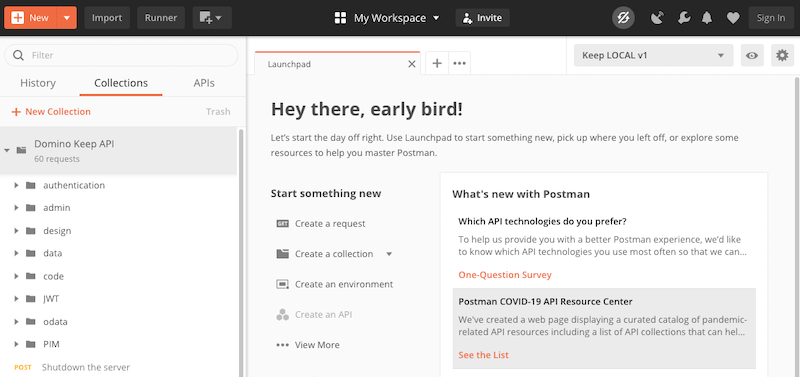 New
Import
Runner
My Workspace
Invite
Sign In
Filter
History
Collections
APIs
New Collection
Trash
Domino Keep API
60 requests
authentication
admin
design
data
code
JWT
odata
PIM
POST Shutdown the server
Launchpad
Keep LOCAL v1
Hey there, early bird!
Let's start the day off right. Use Launchpad to start something new, pick up where you left off, or explore some
resources to help you master Postman.
Start something new
GET Create a request
Create a collection
Create an environment
Create an API
View More
What's new with Postman
Which API technologies do you prefer?
To help us provide you with a better Postman experience, we'd like
to know which API technologies you use most often so that we can...
One-Question Survey
Postman COVID-19 API Resource Center
We've created a web page displaying a curated catalog of pandemic-
related API resources including a list of API collections that can hel...
See the List